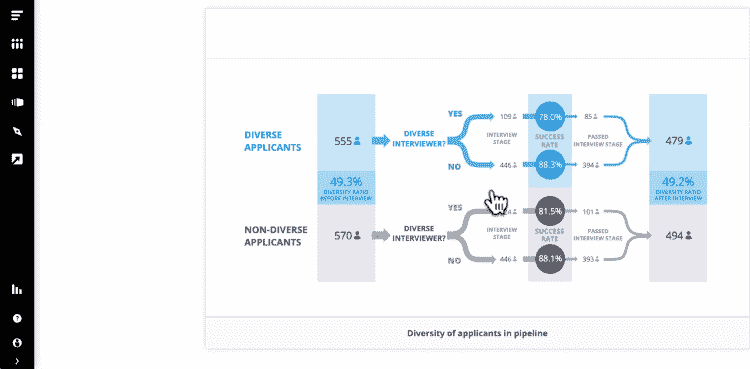 DIVERSE
APPLICANTS
555
49.3%
DIVERSITY RATIO
BEFORE INTERVIEW
DIVERSE
INTERVIEWER?
YES
109
78.0%
85
INTERVIEW
STAGE
SUCCESS
RATE
PASSED
INTERVIEW STAGE
NO
446
88.3%
394
479
49.2%
DIVERSITY RATIO
AFTER INTERVIEW
NON-DIVERSE
APPLICANTS
570
DIVERSE
INTERVIEWER?
YES
81.5%
101
INTERVIEW
STAGE
SUCCESS
RATE
PASSED
INTERVIEW STAGE
NO
446
88.1%
393
494
Diversity of applicants in pipeline